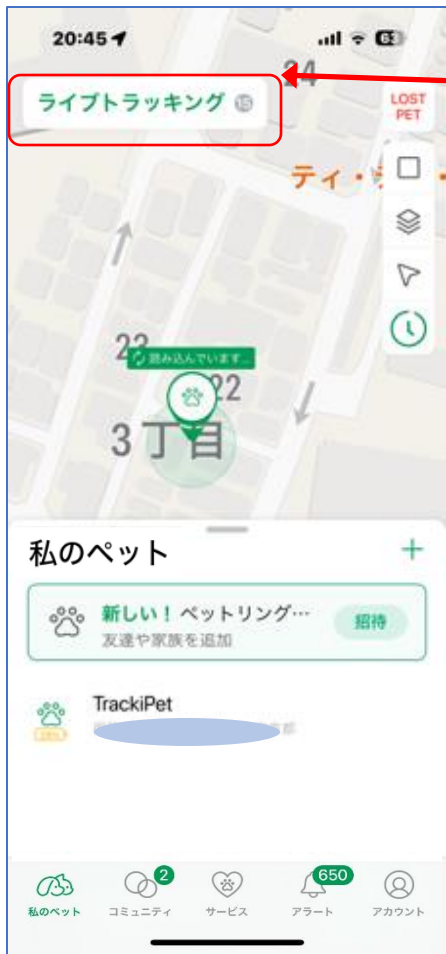 20:45
24
ライブトラッキング 15
LOST
PET
ティ・
23
読み込んでいます...
22
3丁目
私のペット
新しい！ペットリング…
招待
友達や家族を追加
TrackiPet
2
650
私のペット
コミュニティ
サービス
アラート
アカウント